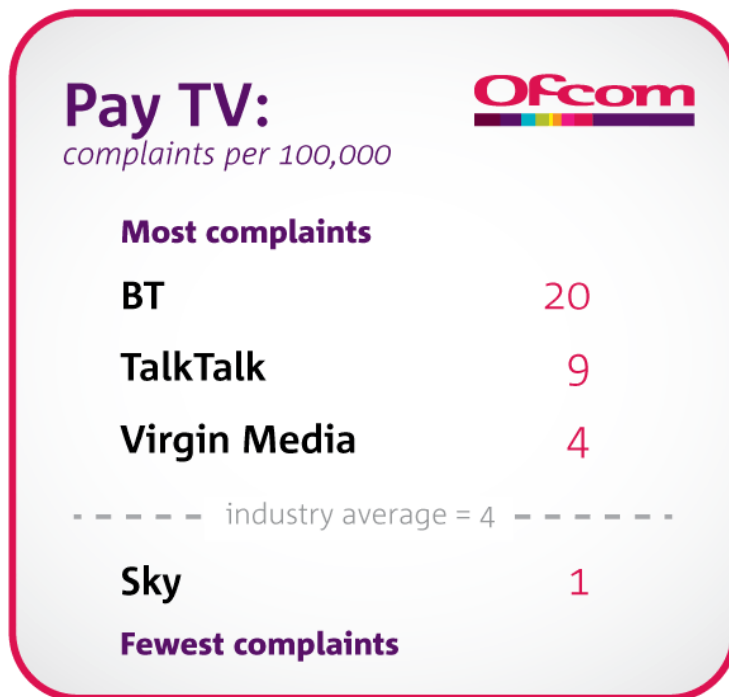 Pay TV:
Ofcom
complaints per 100,000
Most complaints
BT 20
TalkTalk 9
Virgin Media 4
industry average = 4
Sky 1
Fewest complaints